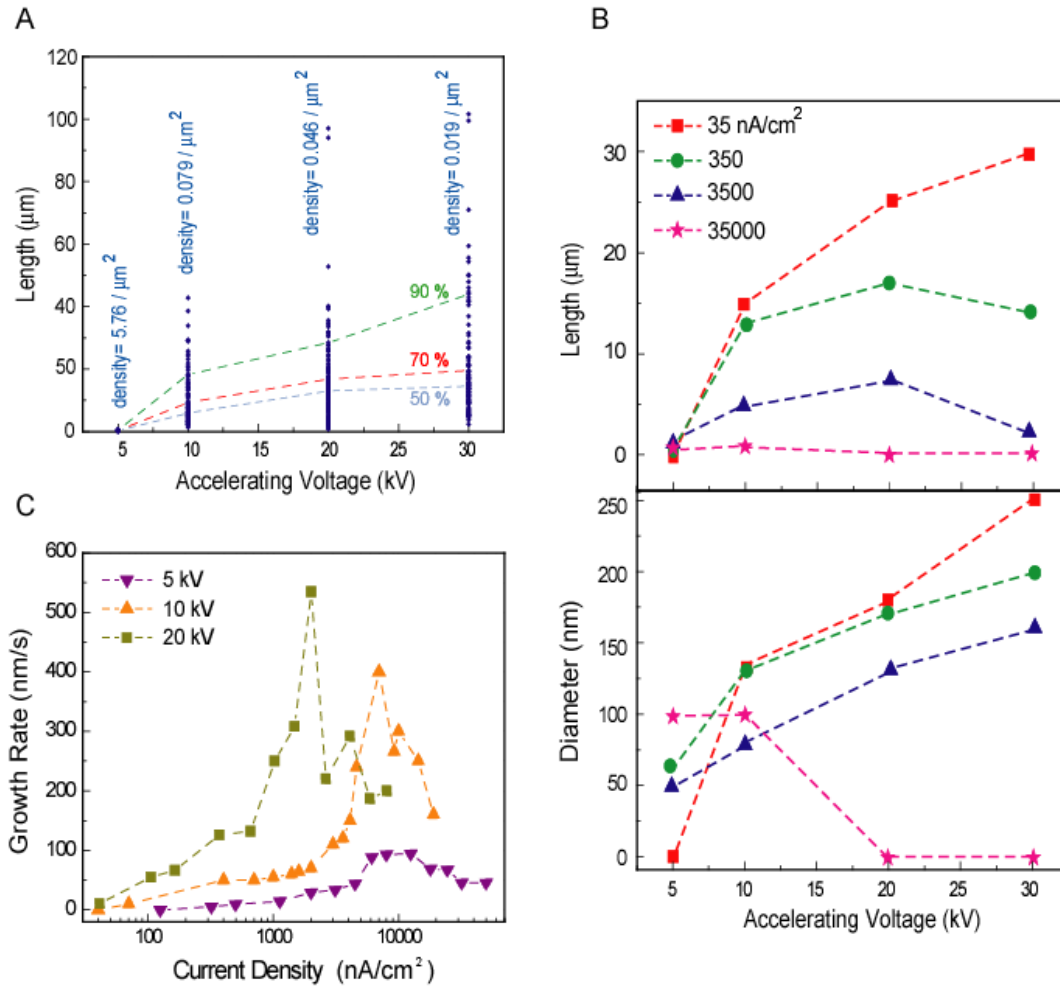 A
120
100
80
60
40
50
0
Length (μm)
density= 5.76 / μm²
density= 0.079 / μm²
density= 0.046 / μm²
density= 0.019 / μm²
90 %
70 %
50 %
5 10 15 20 25 30
Accelerating Voltage (kV)
B
35 nA/cm²
350
3500
35000
30
20
10
0
Length (μm)
250
200
150
100
50
0
Diameter (nm)
5 10 15 20 25 30
Accelerating Voltage (kV)
C
5 kV
10 kV
20 kV
600
500
400
300
200
100
0
Growth Rate (nm/s)
100 1000 10000
Current Density (nA/cm²)